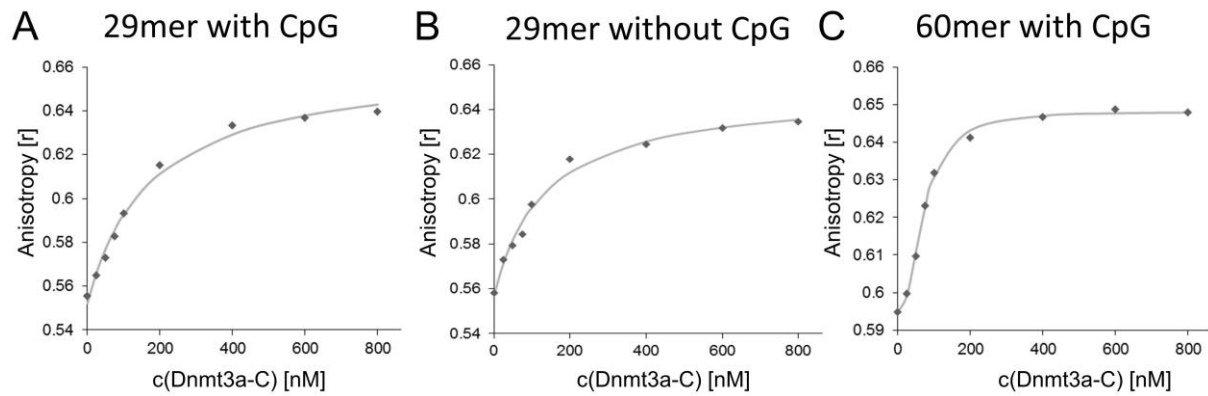 A 29mer with CpG
0.66
0.64
0.62
0.6
0.58
0.56
0.54
Anisotropy [r]
0 200 400 600 800
c(Dnmt3a-C) [nM]
B 29mer without CpG
0.66
0.64
0.62
0.6
0.58
0.56
0.54
Anisotropy [r]
0 200 400 600 800
c(Dnmt3a-C) [nM]
C 60mer with CpG
0.66
0.65
0.64
0.63
0.62
0.61
0.6
0.59
Anisotropy [r]
0 200 400 600 800
c(Dnmt3a-C) [nM]